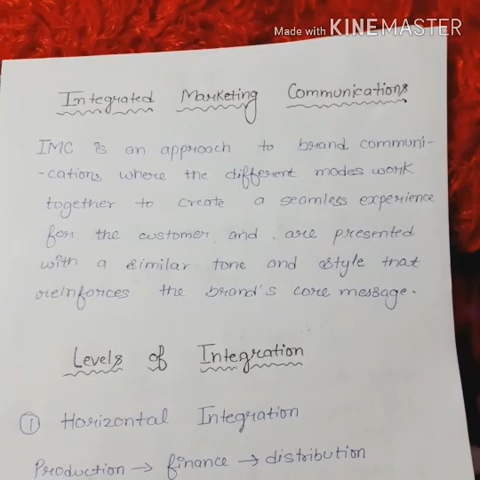 Made with KINEMASTER
Integrated Marketing Communications
IMC is an approach to brand communi-
-cations where the different modes work
together to create a seamless experience
for the customer and are presented
with a similar tone and style that
reinforces the brand's core message.
Levels of Integration
① Horizontal Integration
Production → finance → distribution